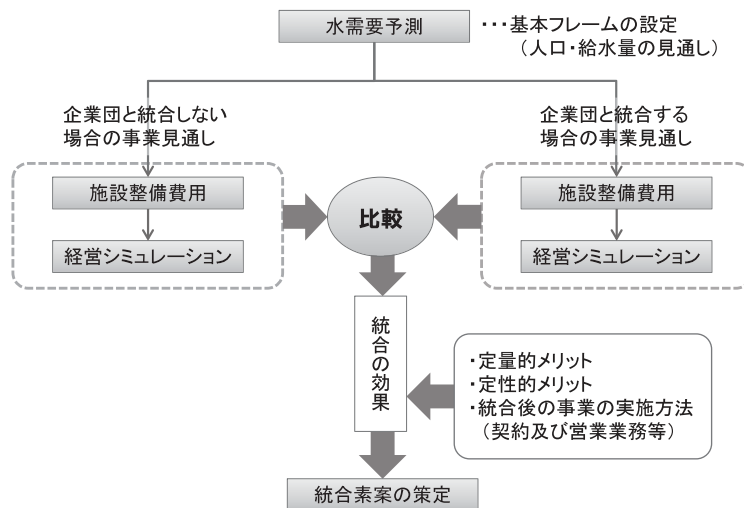 水需要予測
・・・基本フレームの設定
（人口・給水量の見通し）
企業団と統合しない
場合の事業見通し
企業団と統合する
場合の事業見通し
施設整備費用
経営シミュレーション
比較
施設整備費用
経営シミュレーション
統合の効果
・定量的メリット
・定性的メリット
・統合後の事業の実施方法
（契約及び営業業務等）
統合素案の策定